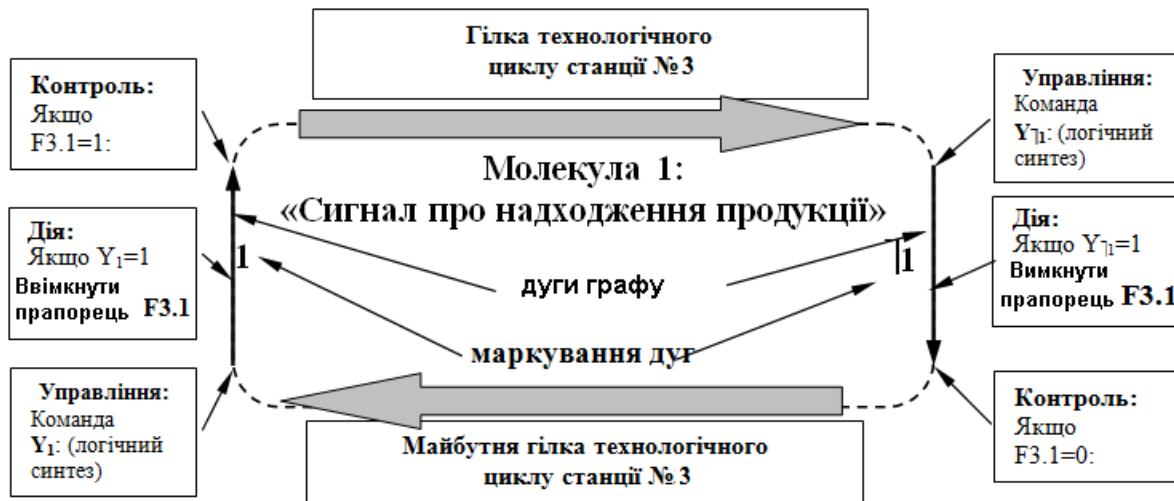 Гілка технологічного
циклу станції №3
Контроль:
Якщо
F3.1=1:
Управління:
Команда
Y⌉1: (логічний
синтез)
Молекула 1:
«Сигнал про надходження продукції»
Дія:
Якщо Y1=1
Ввімкнути
прапорець F3.1
1
⌉1
дуги графу
Дія:
Якщо Y⌉1=1
Вимкнути
прапорець F3.1
маркування дуг
Управління:
Команда
Y1: (логічний
синтез)
Контроль:
Якщо
F3.1=0:
Майбутня гілка технологічного
циклу станції №3